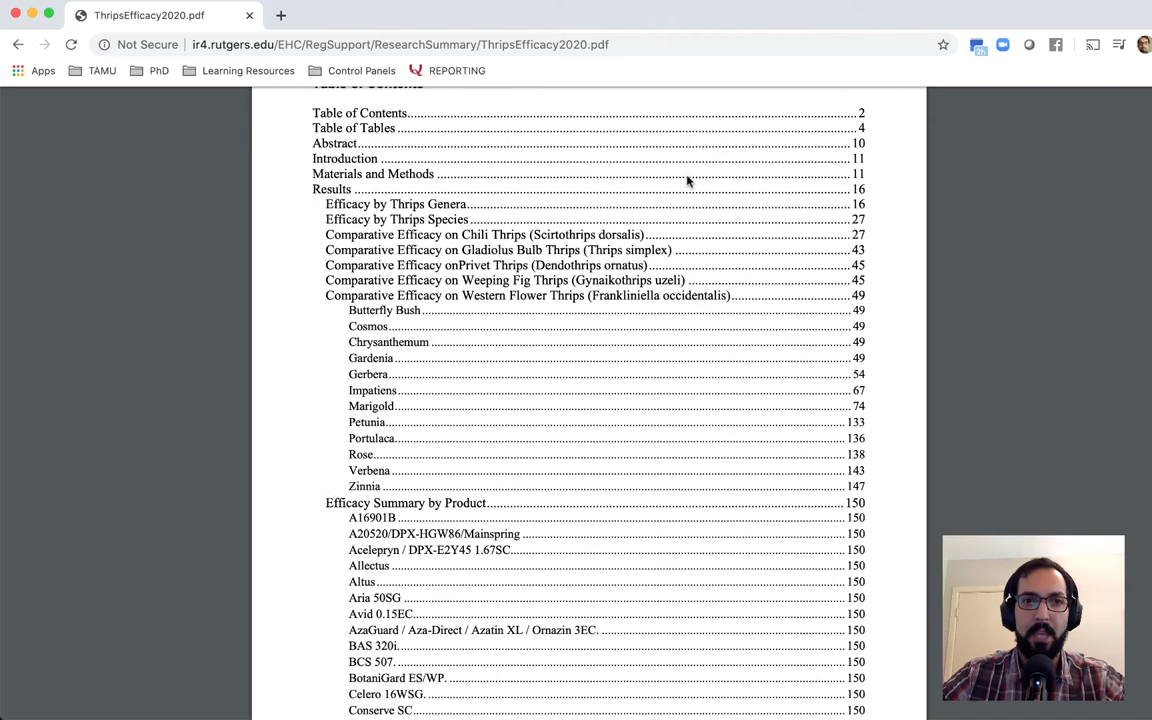 ThripsEfficacy2020.pdf
Not Secure ir4.rutgers.edu/EHC/RegSupport/ResearchSummary/ThripsEfficacy2020.pdf
2h
Apps TAMU PhD Learning Resources Control Panels REPORTING
Table of Contents
Table of Contents 2
Table of Tables 4
Abstract 10
Introduction 11
Materials and Methods 11
Results 16
Efficacy by Thrips Genera 16
Efficacy by Thrips Species 27
Comparative Efficacy on Chili Thrips (Scirtothrips dorsalis) 27
Comparative Efficacy on Gladiolus Bulb Thrips (Thrips simplex) 43
Comparative Efficacy onPrivet Thrips (Dendothrips ornatus) 45
Comparative Efficacy on Weeping Fig Thrips (Gynaikothrips uzeli) 45
Comparative Efficacy on Western Flower Thrips (Frankliniella occidentalis) 49
Butterfly Bush 49
Cosmos 49
Chrysanthemum 49
Gardenia 49
Gerbera 54
Impatiens 67
Marigold 74
Petunia 133
Portulaca 136
Rose 138
Verbena 143
Zinnia 147
Efficacy Summary by Product 150
A16901B 150
A20520/DPX-HGW86/Mainspring 150
Acelepryn / DPX-E2Y45 1.67SC 150
Allectus 150
Altus 150
Aria 50SG 150
Avid 0.15EC 150
AzaGuard / Aza-Direct / Azatin XL / Ornazin 3EC. 150
BAS 320i. 150
BCS 507. 150
BotaniGard ES/WP. 150
Celero 16WSG. 150
Conserve SC 150